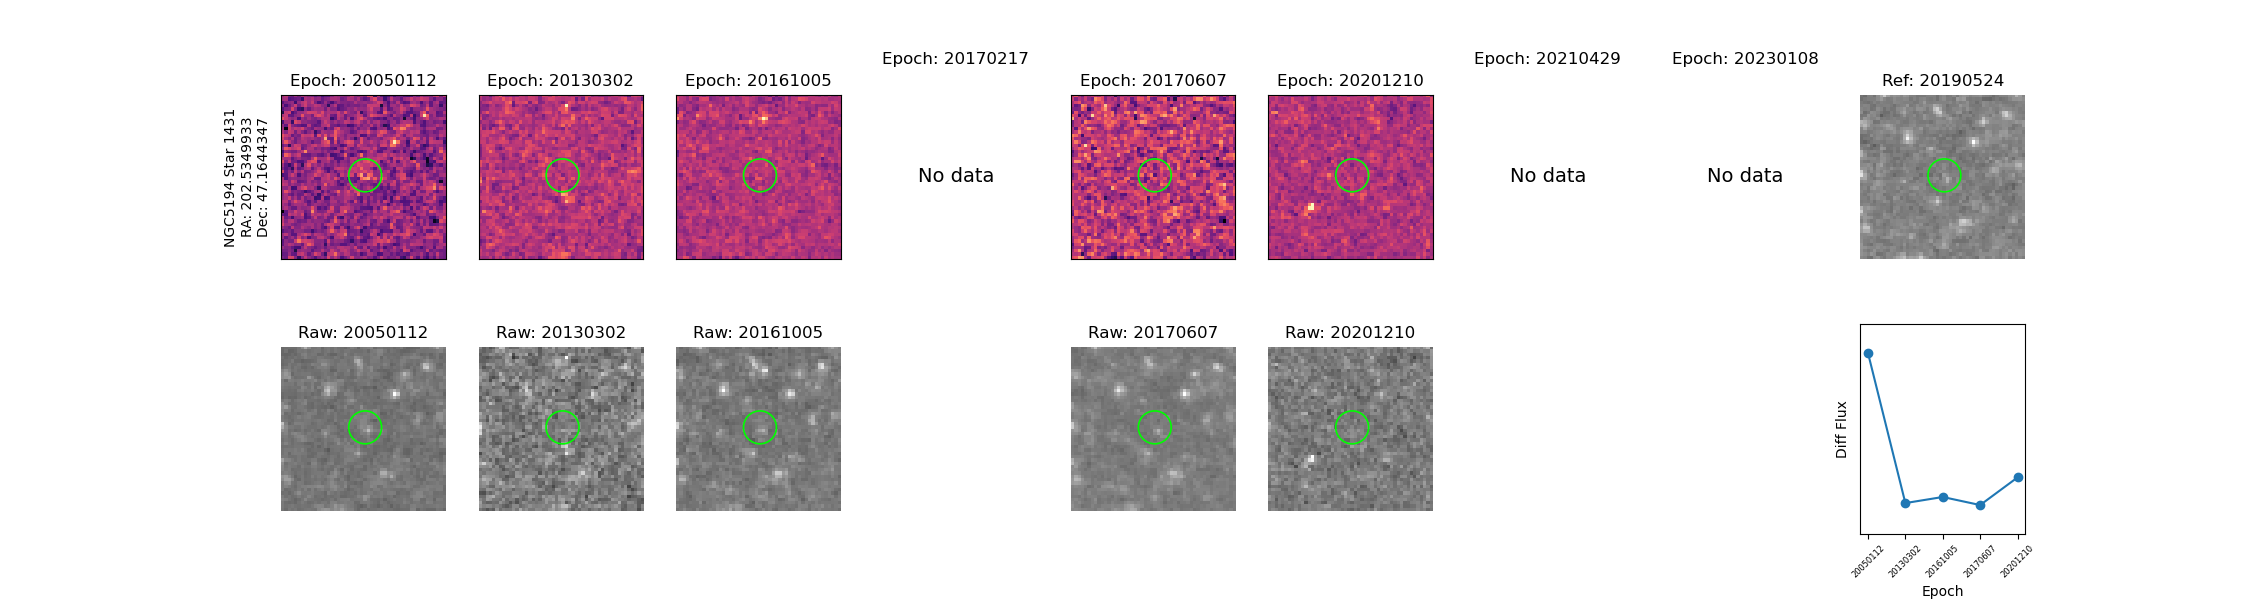 Epoch: 20170217
Epoch: 20210429
Epoch: 20230108
Epoch: 20050112
Epoch: 20130302
Epoch: 20161005
Epoch: 20170607
Epoch: 20201210
Ref: 20190524
NGC5194 Star 1431
RA: 202.5349933
Dec: 47.1644347
No data
No data
No data
Raw: 20050112
Raw: 20130302
Raw: 20161005
Raw: 20170607
Raw: 20201210
Diff Flux
20050112
20130302
20161005
20170607
20201210
Epoch